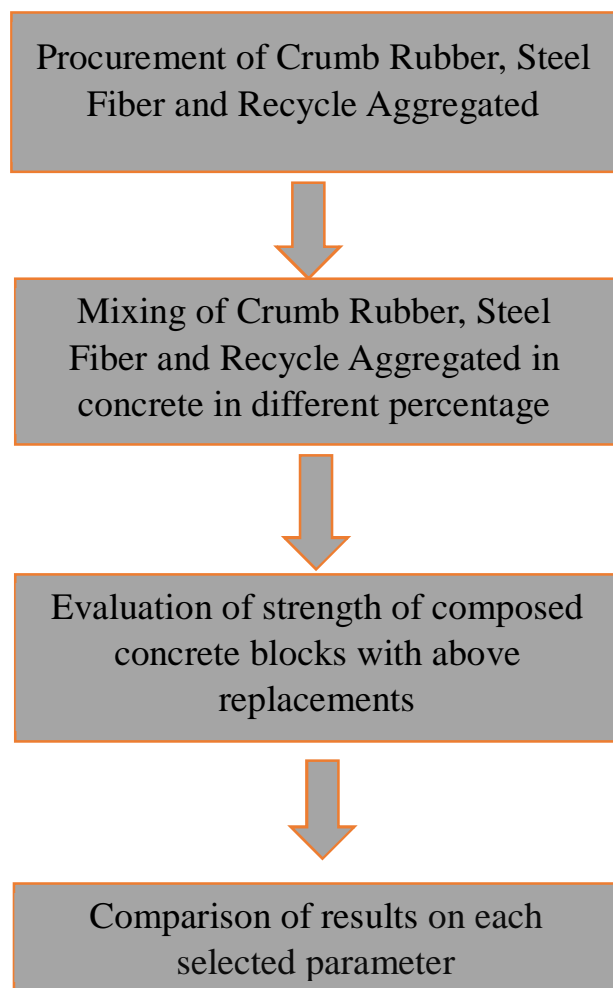 Procurement of Crumb Rubber, Steel
Fiber and Recycle Aggregated
Mixing of Crumb Rubber, Steel
Fiber and Recycle Aggregated in
concrete in different percentage
Evaluation of strength of composed
concrete blocks with above
replacements
Comparison of results on each
selected parameter